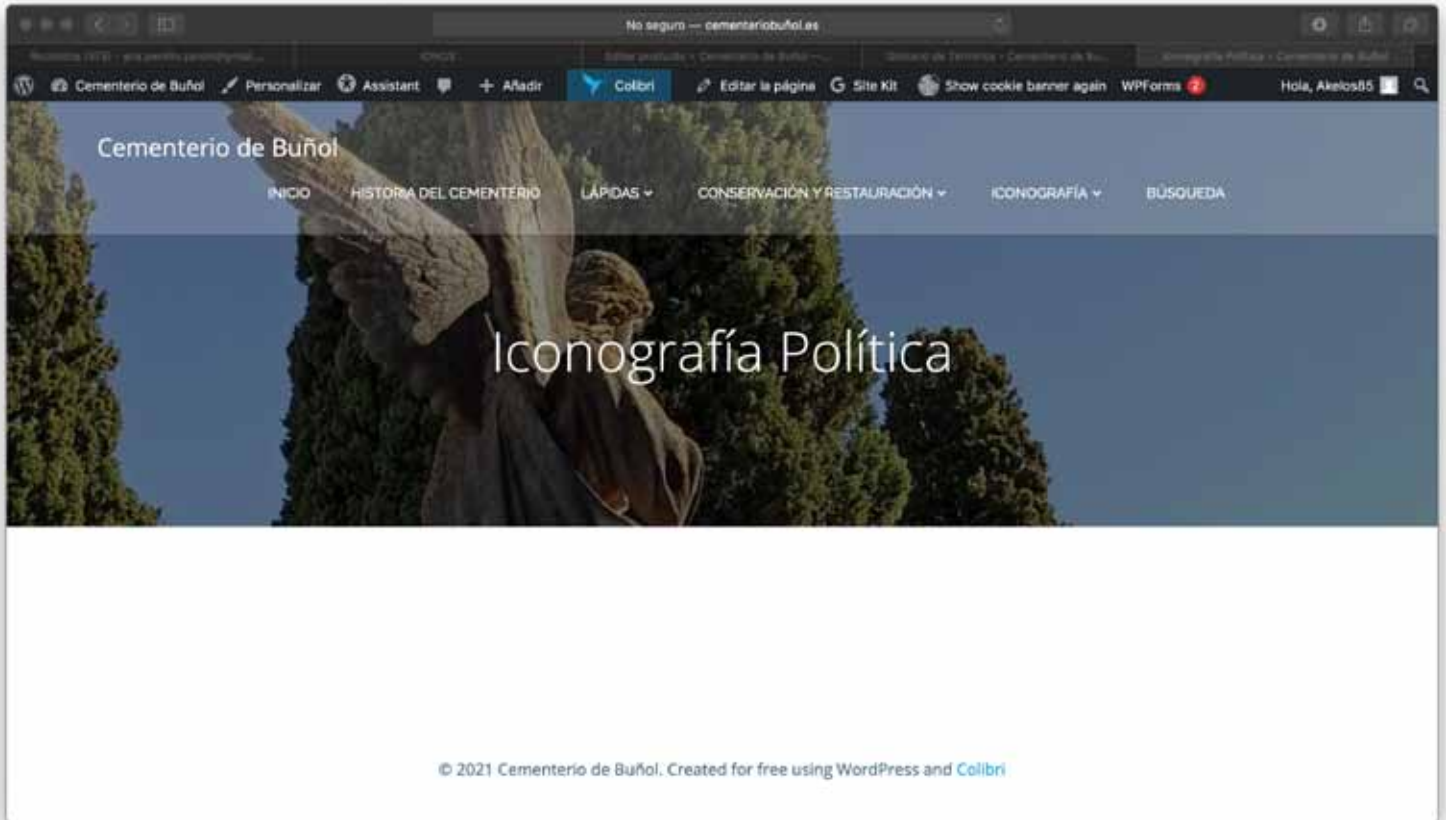 No seguro — cementeriobuñol.es
Cementerio de Buñol Personalizar Assistant + Añadir Colibri Editar la página G Site Kit Show cookie banner again WPForms 2 Hola, Akelos85
Cementerio de Buñol
INICIO HISTORIA DEL CEMENTERIO LÁPIDAS CONSERVACIÓN Y RESTAURACIÓN ICONOGRAFÍA BÚSQUEDA
Iconografía Política
© 2021 Cementerio de Buñol. Created for free using WordPress and Colibri